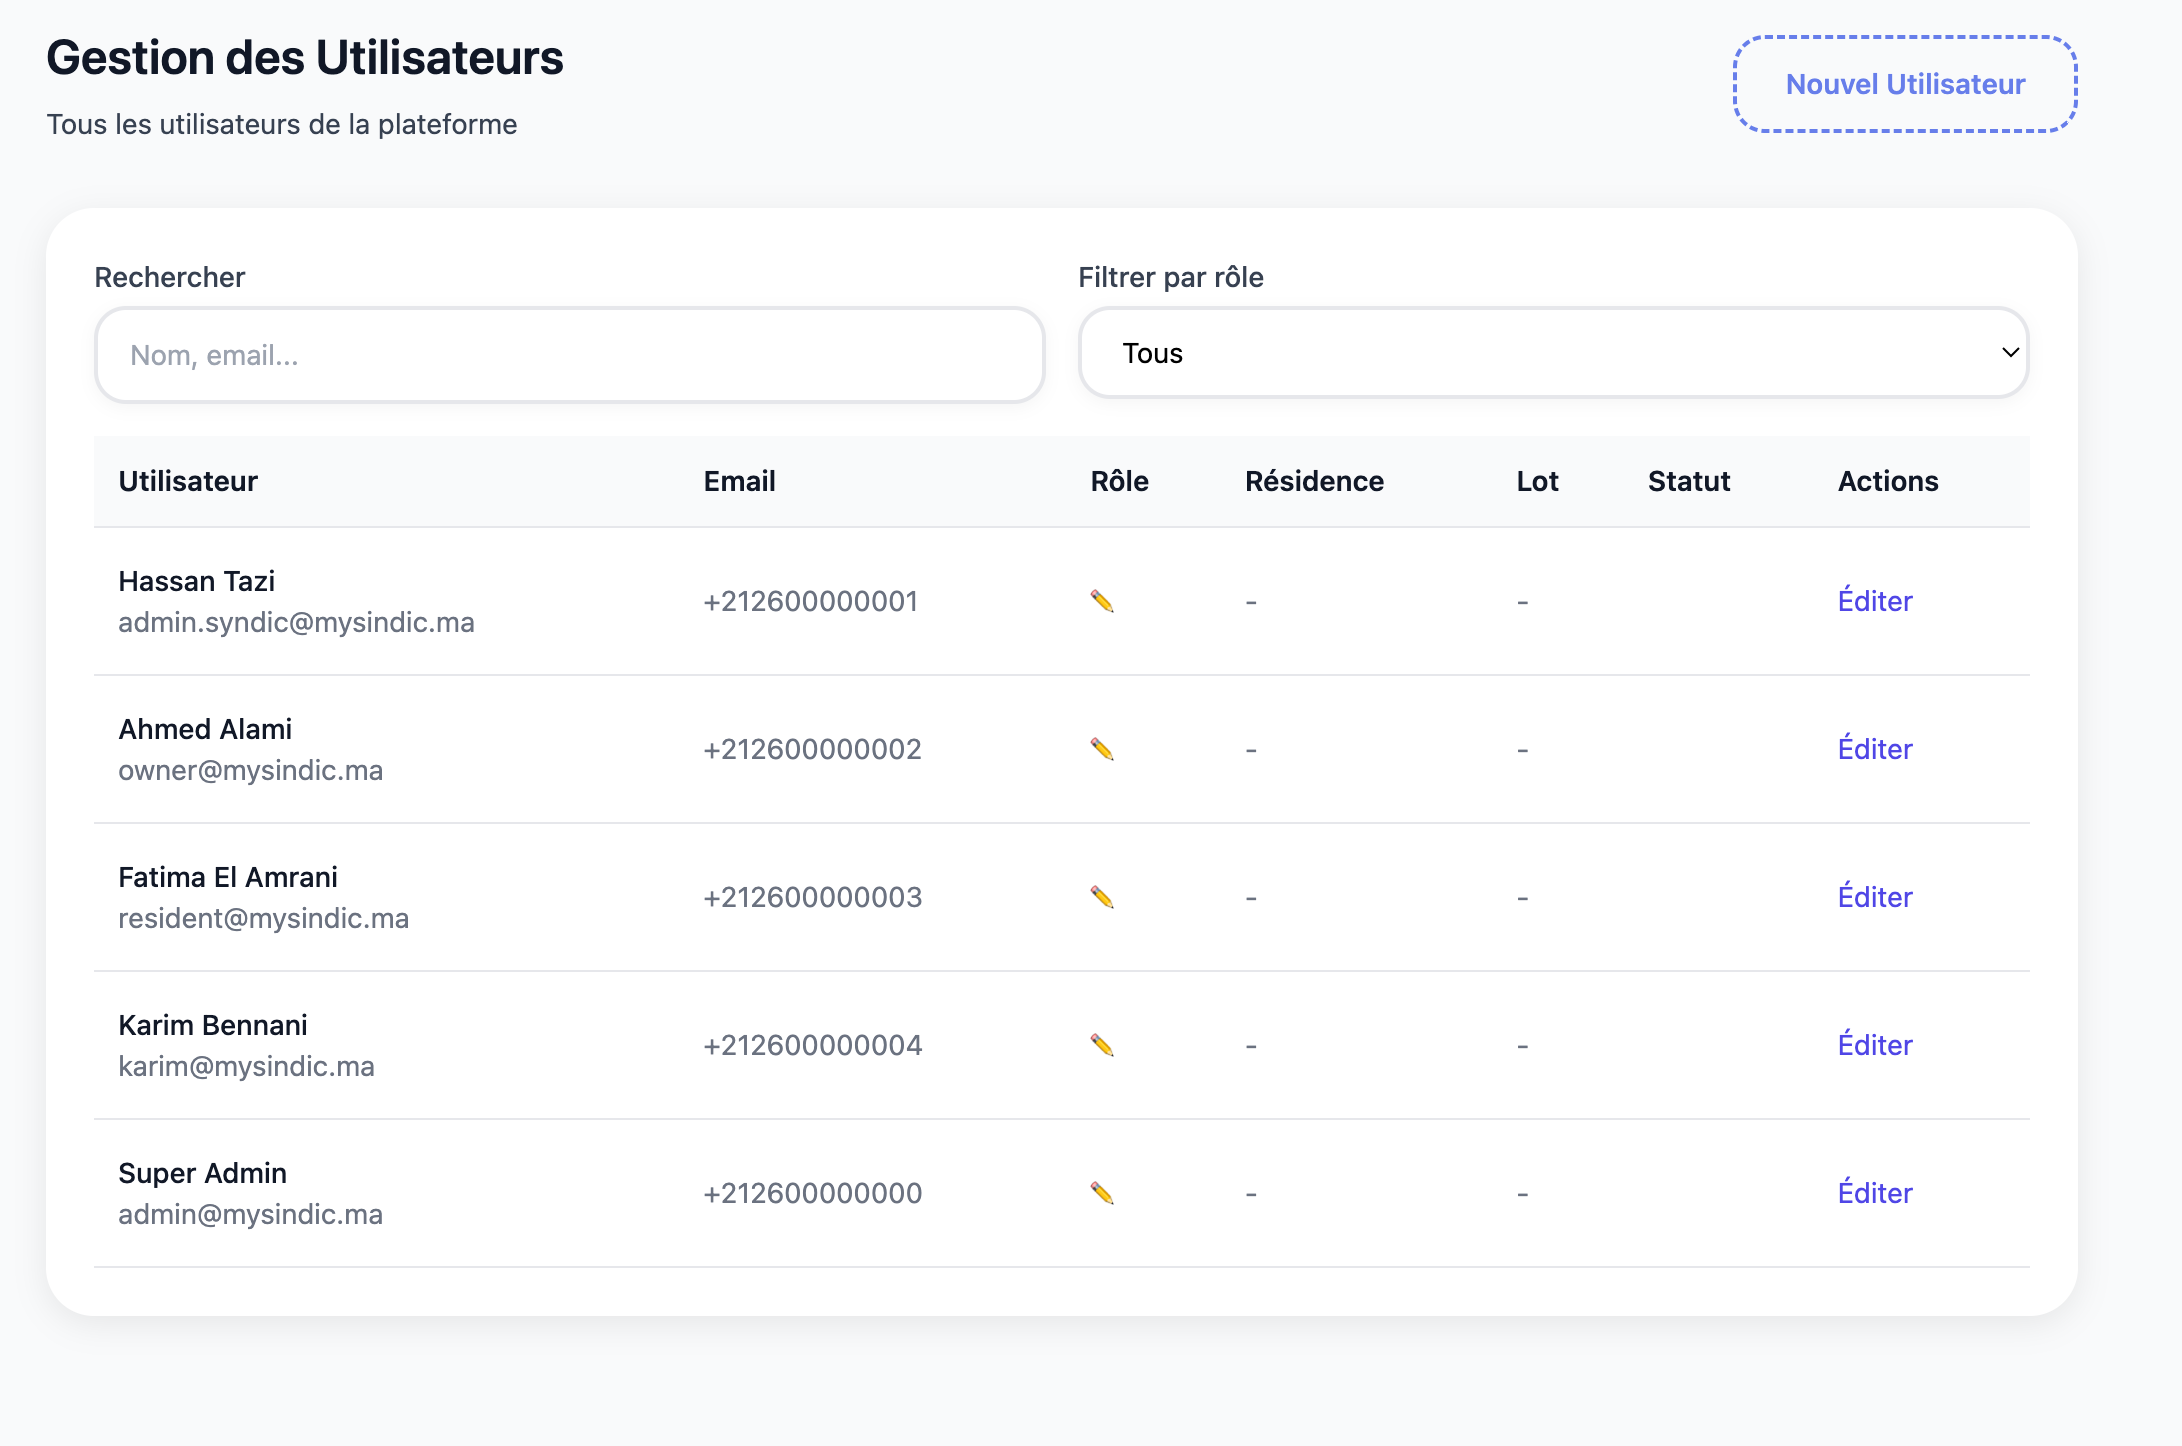 Gestion des Utilisateurs
Nouvel Utilisateur
Tous les utilisateurs de la plateforme
Rechercher
Filtrer par rôle
Nom, email...
Tous
Utilisateur Email Rôle Résidence Lot Statut Actions
Hassan Tazi
admin.syndic@mysindic.ma
+212600000001 ✏️ - - Éditer
Ahmed Alami
owner@mysindic.ma
+212600000002 ✏️ - - Éditer
Fatima El Amrani
resident@mysindic.ma
+212600000003 ✏️ - - Éditer
Karim Bennani
karim@mysindic.ma
+212600000004 ✏️ - - Éditer
Super Admin
admin@mysindic.ma
+212600000000 ✏️ - - Éditer